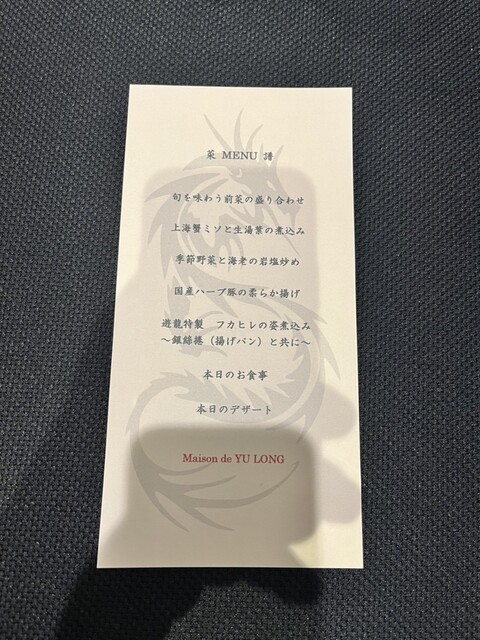 菜 MENU 譜
旬を味わう前菜の盛り合わせ
上海蟹ミソと生湯葉の煮込み
季節野菜と海老の岩塩炒め
国産ハーブ豚の柔らか揚げ
遊龍特製　フカヒレの姿煮込み
～銀絲捲（揚げパン）と共に～
本日のお食事
本日のデザート
Maison de YU LONG